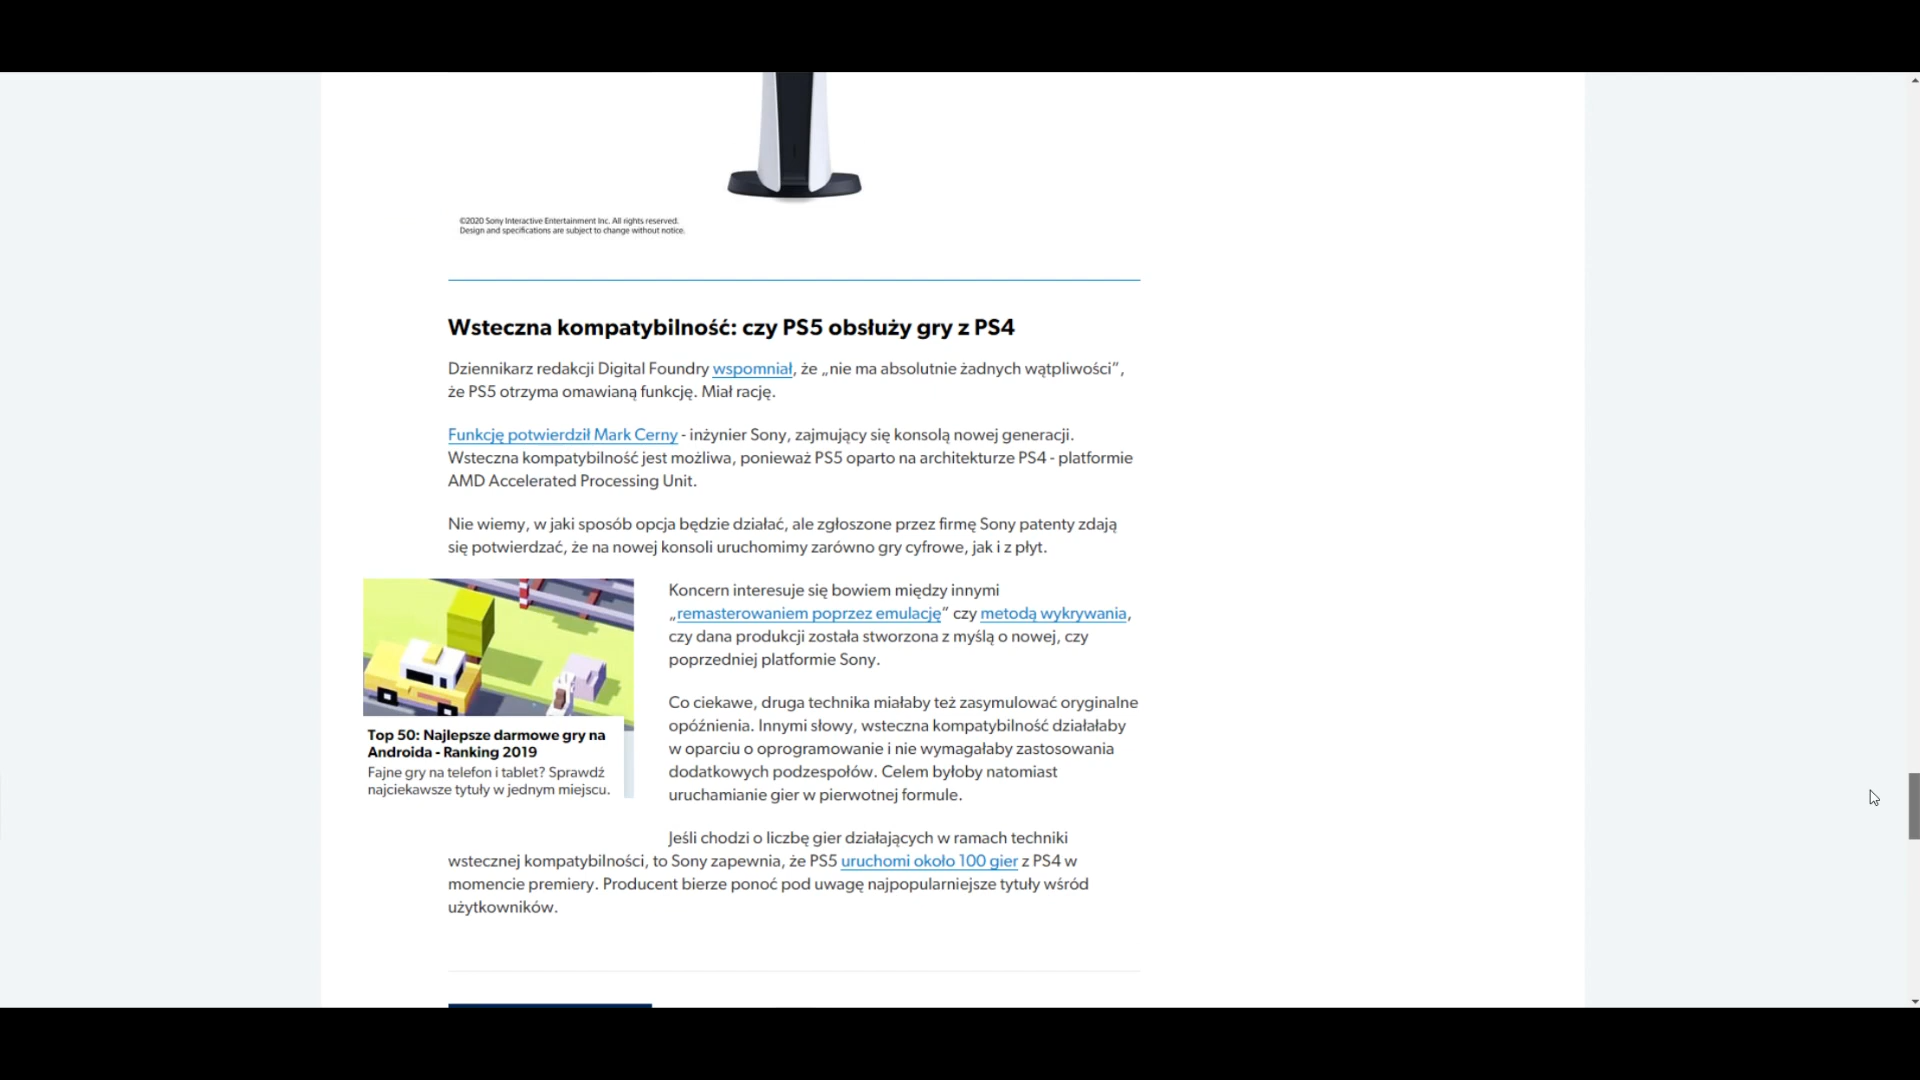 ©2020 Sony Interactive Entertainment Inc. All rights reserved.
Design and specifications are subject to change without notice.
Wsteczna kompatybilność: czy PS5 obsłuży gry z PS4
Dziennikarz redakcji Digital Foundry wspomniał, że „nie ma absolutnie żadnych wątpliwości”,
że PS5 otrzyma omawianą funkcję. Miał rację.
Funkcję potwierdził Mark Cerny - inżynier Sony, zajmujący się konsolą nowej generacji.
Wsteczna kompatybilność jest możliwa, ponieważ PS5 oparto na architekturze PS4 - platformie
AMD Accelerated Processing Unit.
Nie wiemy, w jaki sposób opcja będzie działać, ale zgłoszone przez firmę Sony patenty zdają
się potwierdzać, że na nowej konsoli uruchomimy zarówno gry cyfrowe, jak i z płyt.
Koncern interesuje się bowiem między innymi
„remasterowaniem poprzez emulację” czy metodą wykrywania,
czy dana produkcji została stworzona z myślą o nowej, czy
poprzedniej platformie Sony.
Top 50: Najlepsze darmowe gry na
Androida - Ranking 2019
Fajne gry na telefon i tablet? Sprawdź
najciekawsze tytuły w jednym miejscu.
Co ciekawe, druga technika miałaby też zasymulować oryginalne
opóźnienia. Innymi słowy, wsteczna kompatybilność działałaby
w oparciu o oprogramowanie i nie wymagałaby zastosowania
dodatkowych podzespołów. Celem byłoby natomiast
uruchamianie gier w pierwotnej formule.
Jeśli chodzi o liczbę gier działających w ramach techniki
wstecznej kompatybilności, to Sony zapewnia, że PS5 uruchomi około 100 gier z PS4 w
momencie premiery. Producent bierze ponoć pod uwagę najpopularniejsze tytuły wśród
użytkowników.